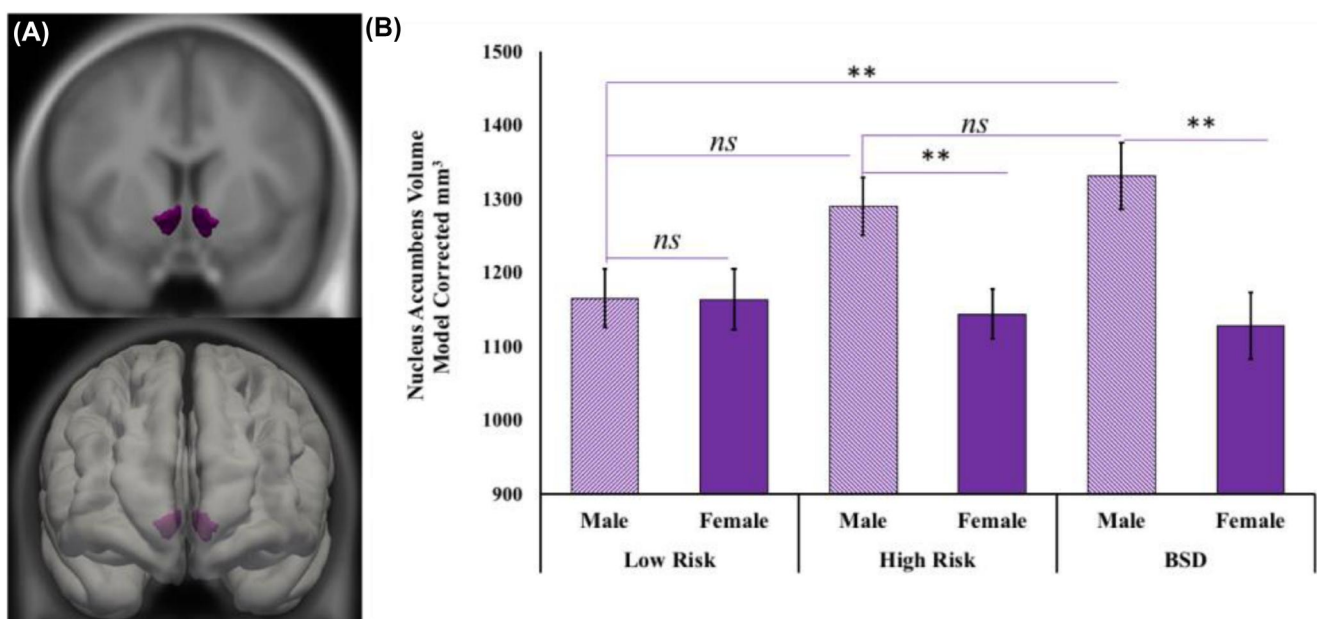 (A)
(B)
Nucleus Accumbens Volume
Model Corrected mm³
1500
1400
1300
1200
1100
1000
900
**
ns
ns
**
**
ns
Male
Female
Male
Female
Male
Female
Low Risk
High Risk
BSD